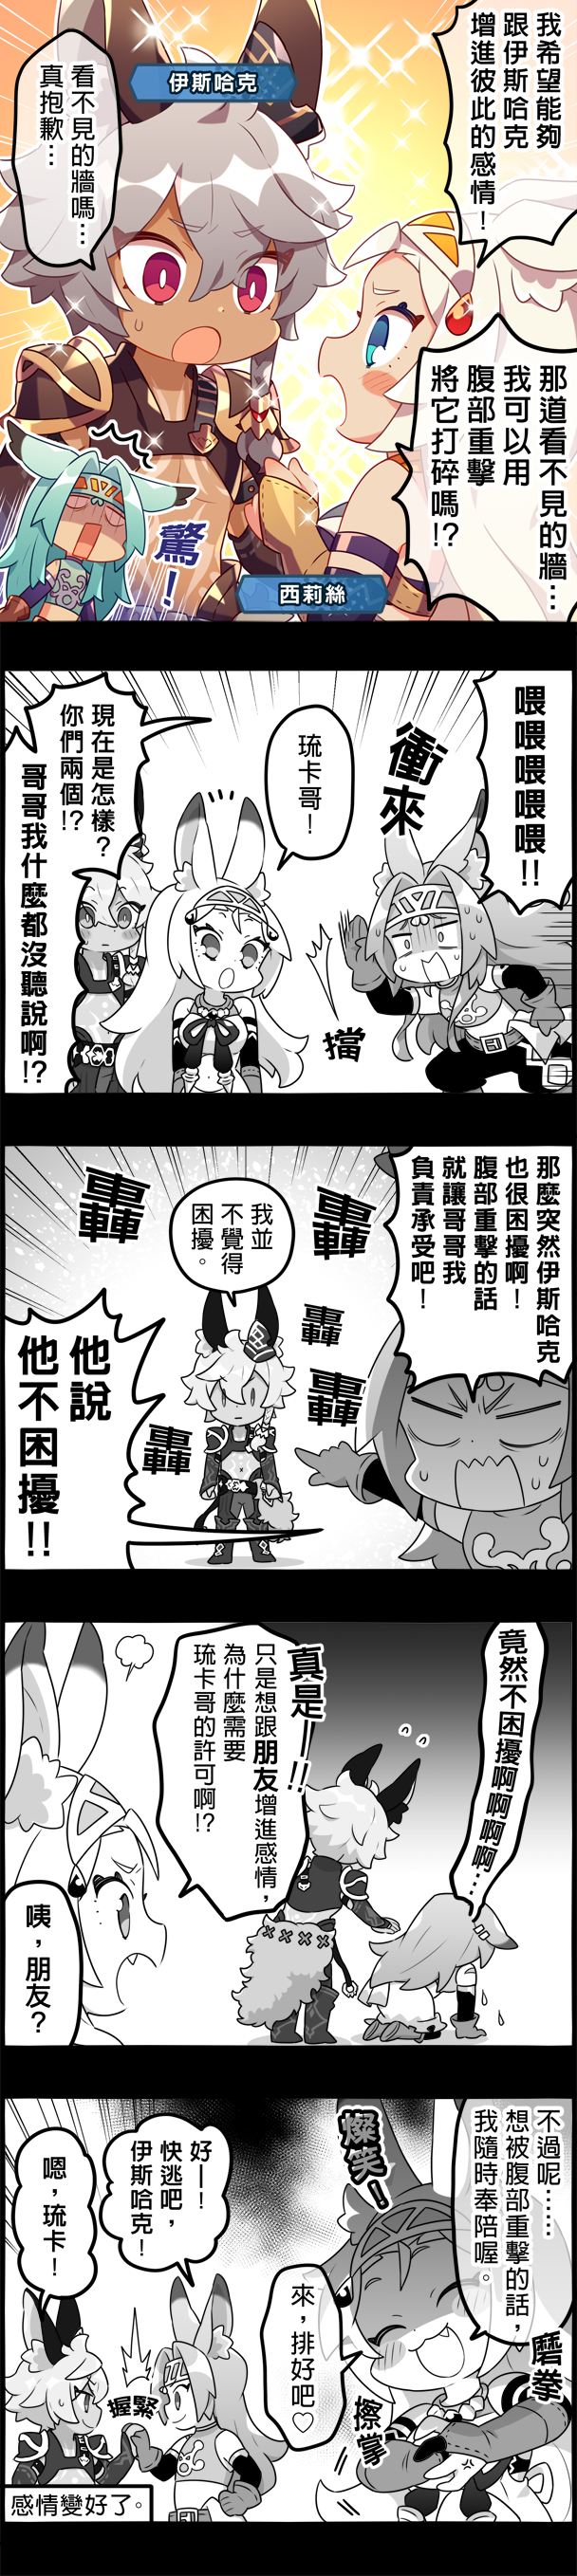 我希望能夠
跟伊斯哈克
增進彼此的感情！
伊斯哈克
看不見的牆嗎…
真抱歉…
那道看不見的牆…
我可以用
腹部重擊
將它打碎嗎!?
驚！
西莉絲
喂喂喂喂喂!!
衝來
琉卡哥！
擋
現在是怎樣？
你們兩個!?
哥哥我什麼都沒聽說啊!?
那麼突然伊斯哈克
也很困擾啊！
腹部重擊的話
就讓哥哥我
負責承受吧！
轟
轟
轟
轟
轟
我並
不覺得
困擾。
他說
他不困擾!!
竟然不困擾啊啊啊啊…
真是——!!
只是想跟朋友增進感情，
為什麼需要
琉卡哥的許可啊!?
咦，朋友？
不過呢……
想被腹部重擊的話，
我隨時奉陪喔。
燦笑！
來，排好吧♡
磨拳
擦掌
好ー！
快逃吧，
伊斯哈克！
嗯，琉卡！
握緊
感情變好了。